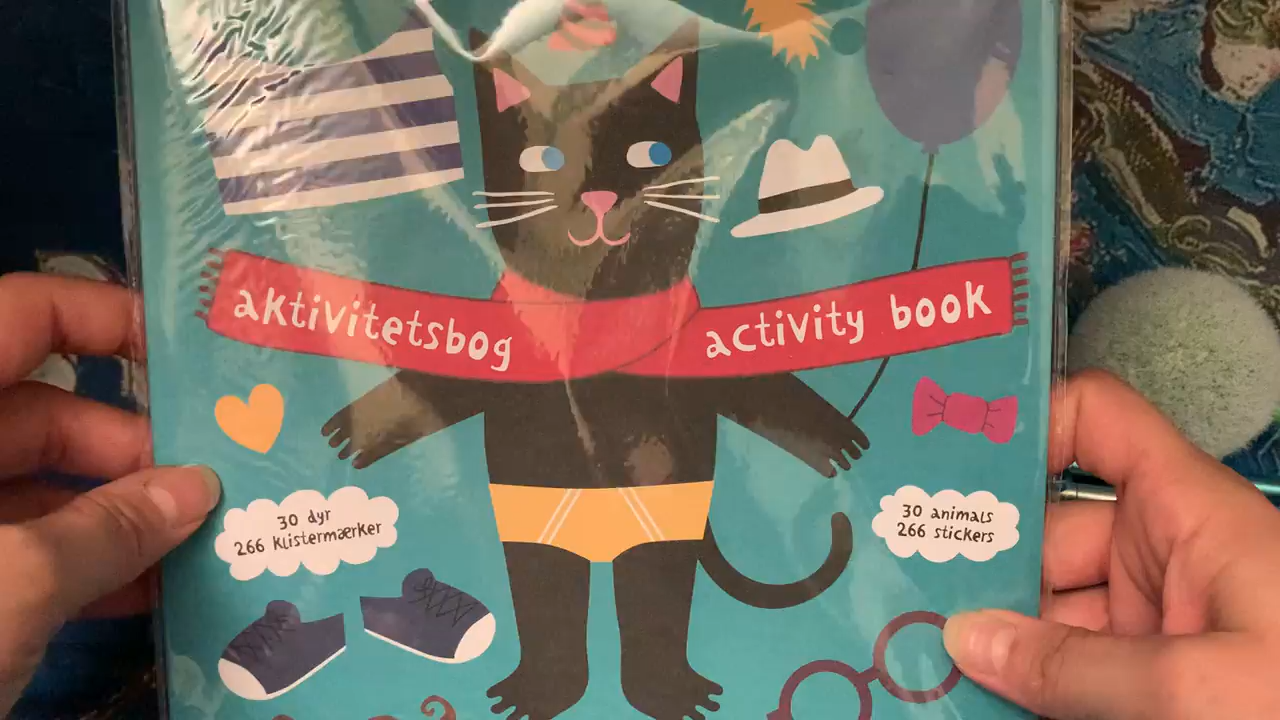 aktivitetsbog
activity book
30 dyr
266 klistermærker
30 animals
266 stickers